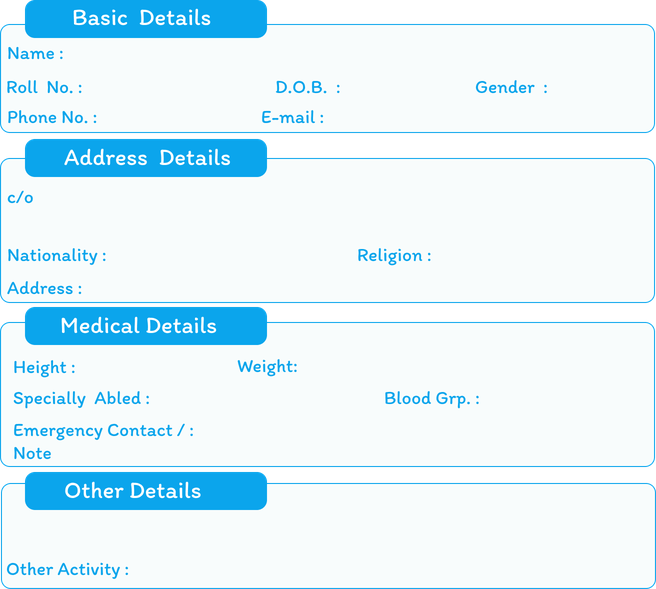 Basic Details
Name :
Roll No. : D.O.B. : Gender :
Phone No. : E-mail :
Address Details
c/o
Nationality : Religion :
Address :
Medical Details
Height : Weight:
Specially Abled : Blood Grp. :
Emergency Contact / :
Note
Other Details
Other Activity :